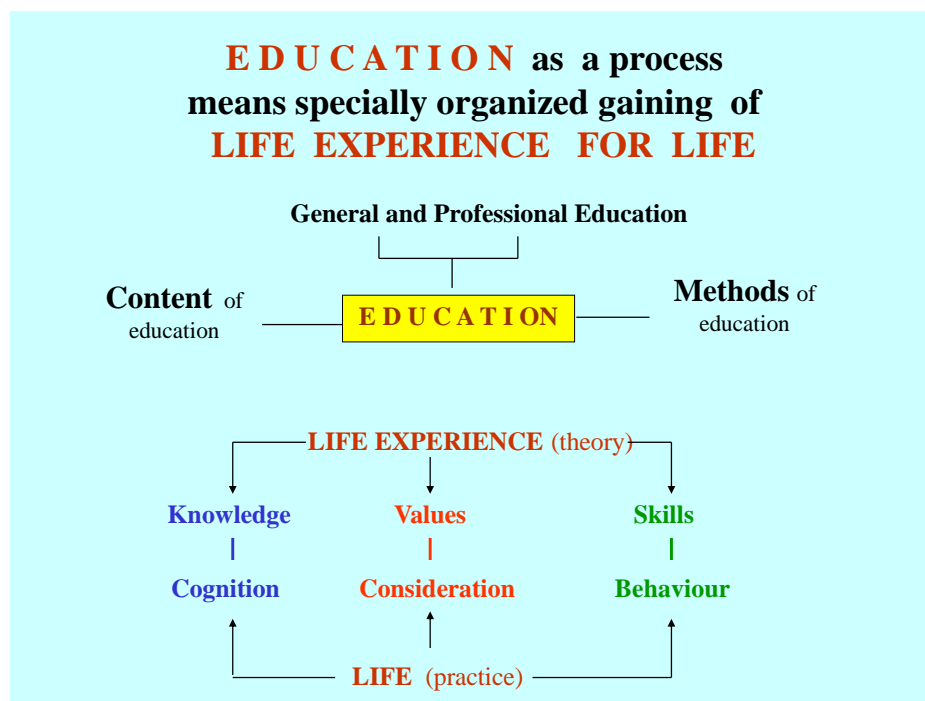 E D U C A T I O N as a process
means specially organized gaining of
LIFE EXPERIENCE FOR LIFE
General and Professional Education
Content of
education
E D U C A T I ON
Methods of
education
LIFE EXPERIENCE (theory)
Knowledge Values Skills
Cognition Consideration Behaviour
LIFE (practice)